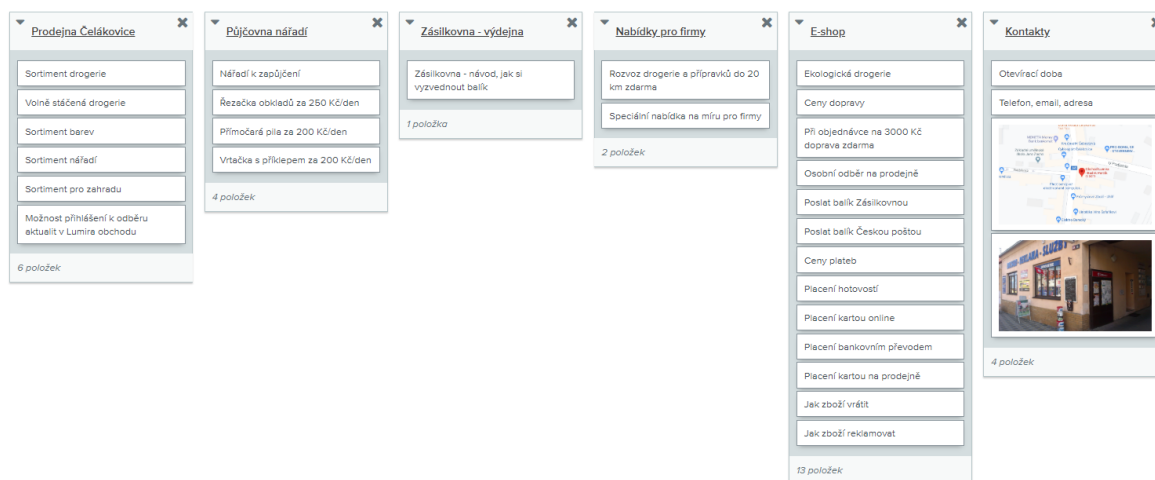 Prodejna Čelákovice
Sortiment drogerie
Volně stáčená drogerie
Sortiment barev
Sortiment nářadí
Sortiment pro zahradu
Možnost přihlášení k odběru
aktualit v Lumira obchodu
6 položek
Půjčovna nářadí
Nářadí k zapůjčení
Řezačka obkladů za 250 Kč/den
Přímočará pila za 200 Kč/den
Vrtačka s příklepem za 200 Kč/den
4 položek
Zásilkovna - výdejna
Zásilkovna - návod, jak si
vyzvednout balík
1 položka
Nabídky pro firmy
Rozvoz drogerie a přípravků do 20
km zdarma
Speciální nabídka na míru pro firmy
2 položek
E-shop
Ekologická drogerie
Ceny dopravy
Při objednávce na 3000 Kč
doprava zdarma
Osobní odběr na prodejně
Poslat balík Zásilkovnou
Poslat balík Českou poštou
Ceny plateb
Placení hotovostí
Placení kartou online
Placení bankovním převodem
Placení kartou na prodejně
Jak zboží vrátit
Jak zboží reklamovat
13 položek
Kontakty
Otevírací doba
Telefon, email, adresa
4 položek